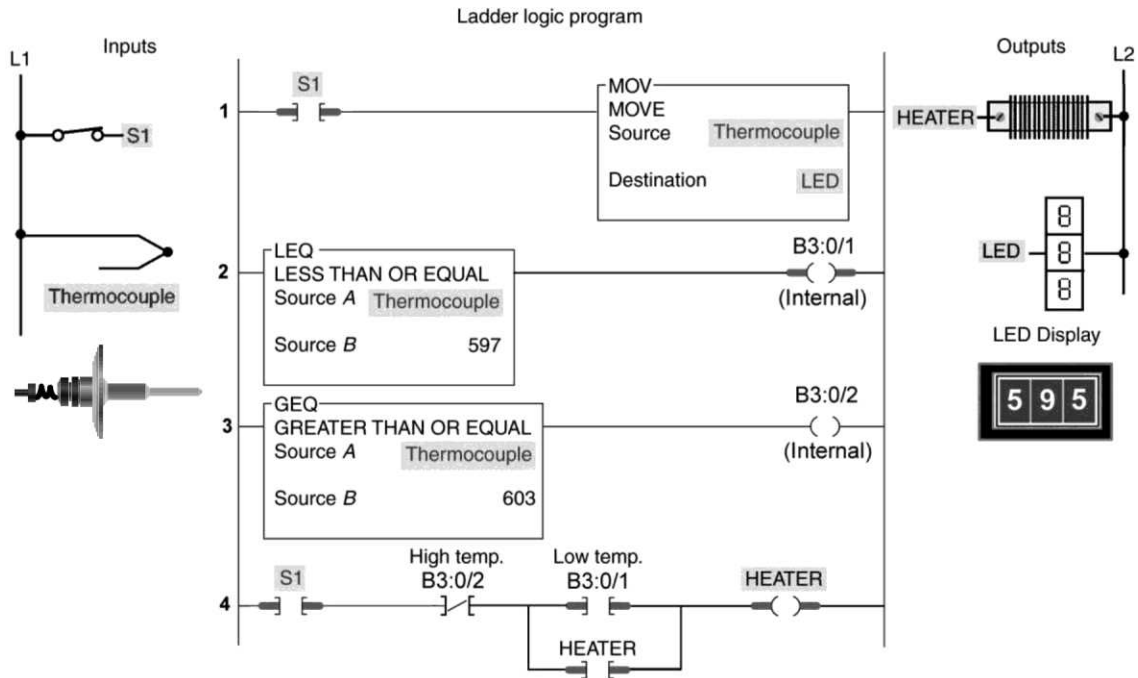 Ladder logic program
Inputs
Outputs
L1
L2
S1
Thermocouple
1
S1
MOV
MOVE
Source Thermocouple
Destination LED
2
LEQ
LESS THAN OR EQUAL
Source A Thermocouple
Source B 597
B3:0/1
(Internal)
3
GEQ
GREATER THAN OR EQUAL
Source A Thermocouple
Source B 603
B3:0/2
(Internal)
4
S1
High temp.
B3:0/2
Low temp.
B3:0/1
HEATER
HEATER
HEATER
LED
8
8
8
LED Display
595